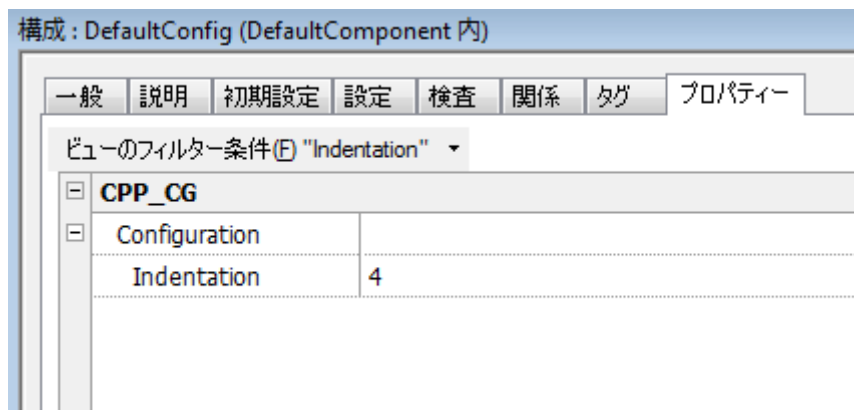 構成 : DefaultConfig (DefaultComponent 内)
一般 説明 初期設定 設定 検査 関係 タグ プロパティー
ビューのフィルター条件(F) "Indentation"
CPP_CG
Configuration
Indentation 4